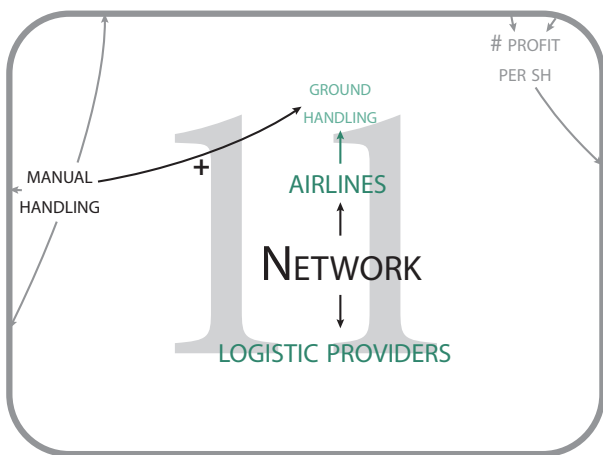 # PROFIT
PER SH
GROUND
HANDLING
11
+
MANUAL
HANDLING
AIRLINES
NETWORK
LOGISTIC PROVIDERS